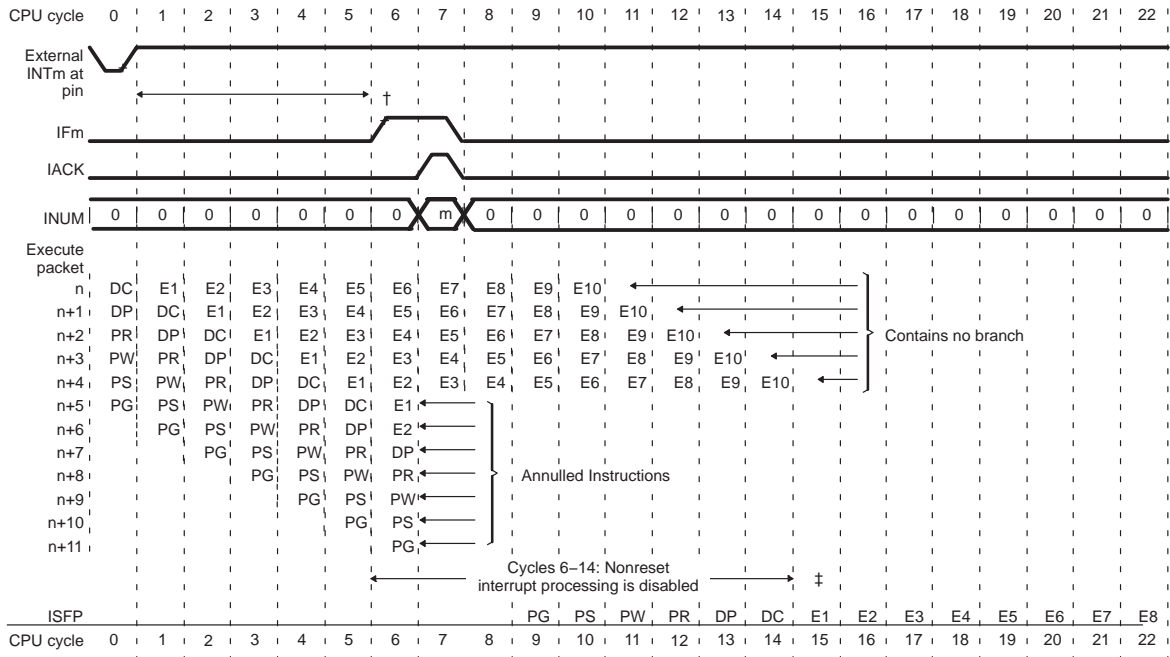 CPU cycle 0 1 2 3 4 5 6 7 8 9 10 11 12 13 14 15 16 17 18 19 20 21 22
External
INTm at
pin
†
IFm
IACK
INUM 0 0 0 0 0 0 0 m 0 0 0 0 0 0 0 0 0 0 0 0 0 0 0
Execute
packet
n DC E1 E2 E3 E4 E5 E6 E7 E8 E9 E10
n+1 DP DC E1 E2 E3 E4 E5 E6 E7 E8 E9 E10
n+2 PR DP DC E1 E2 E3 E4 E5 E6 E7 E8 E9 E10
Contains no branch
n+3 PW PR DP DC E1 E2 E3 E4 E5 E6 E7 E8 E9 E10
n+4 PS PW PR DP DC E1 E2 E3 E4 E5 E6 E7 E8 E9 E10
n+5 PG PS PW PR DP DC E1
n+6 PG PS PW PR DP E2
n+7 PG PS PW PR DP
n+8 PG PS PW PR
Annulled Instructions
n+9 PG PS PW
n+10 PG PS
n+11 PG
Cycles 6–14: Nonreset
interrupt processing is disabled
‡
ISFP PG PS PW PR DP DC E1 E2 E3 E4 E5 E6 E7 E8
CPU cycle 0 1 2 3 4 5 6 7 8 9 10 11 12 13 14 15 16 17 18 19 20 21 22